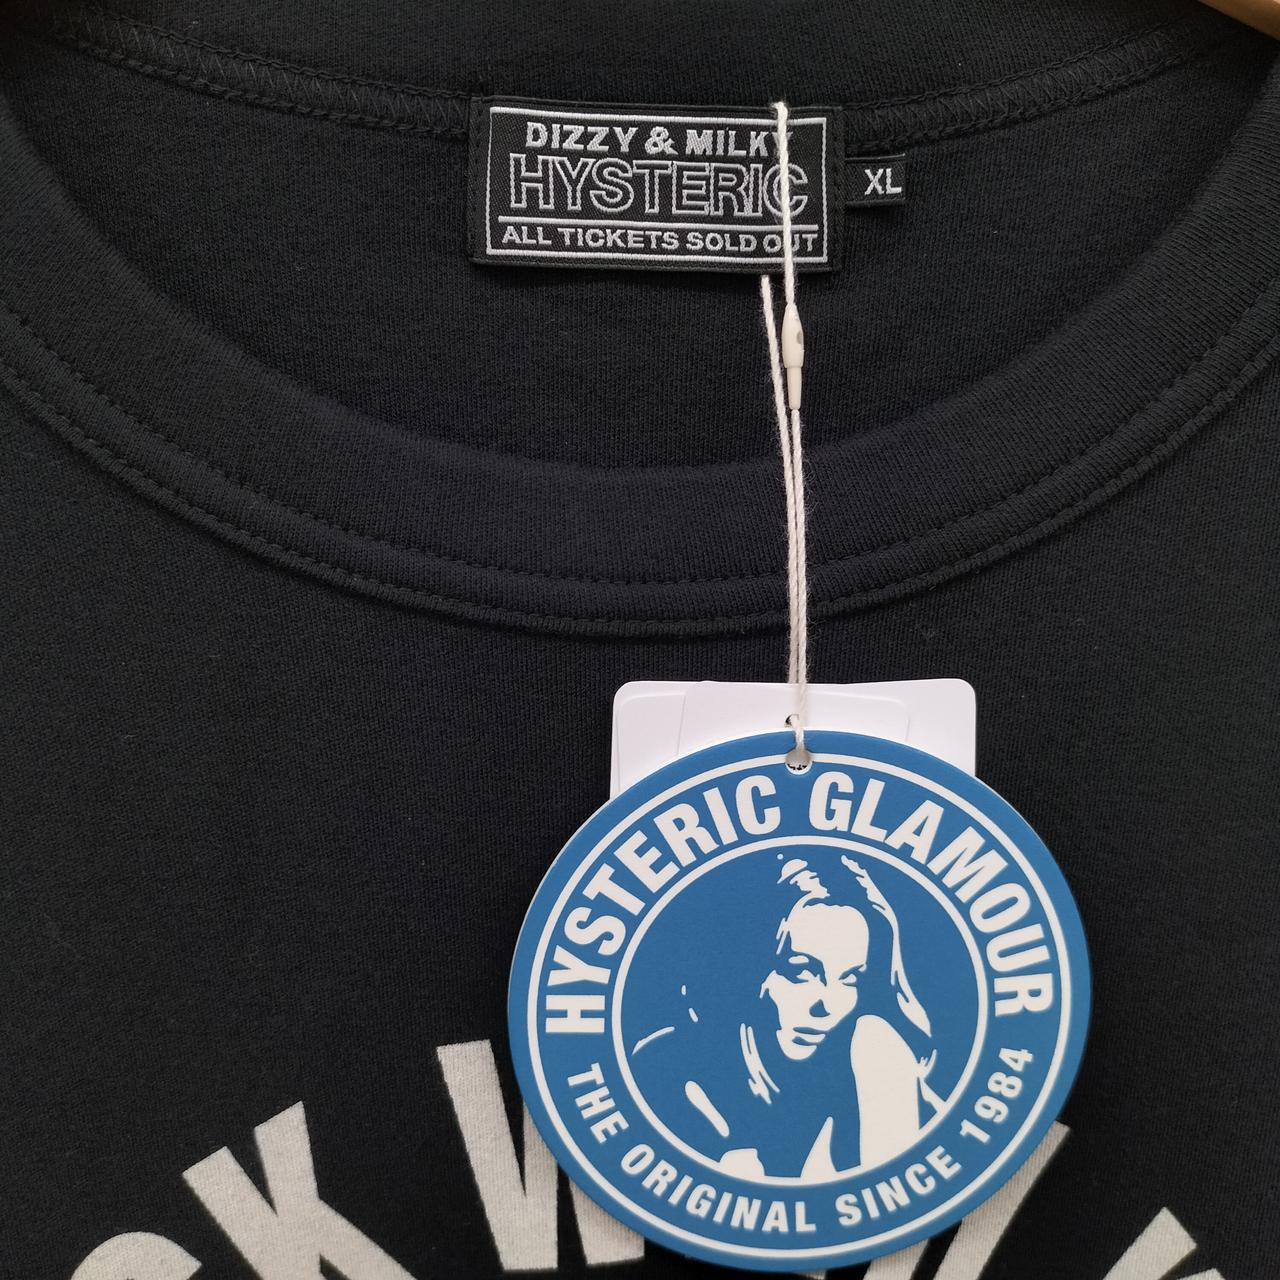 DIZZY & MILKY
HYSTERIC
ALL TICKETS SOLD OUT
XL
HYSTERIC GLAMOUR
THE ORIGINAL SINCE 1984